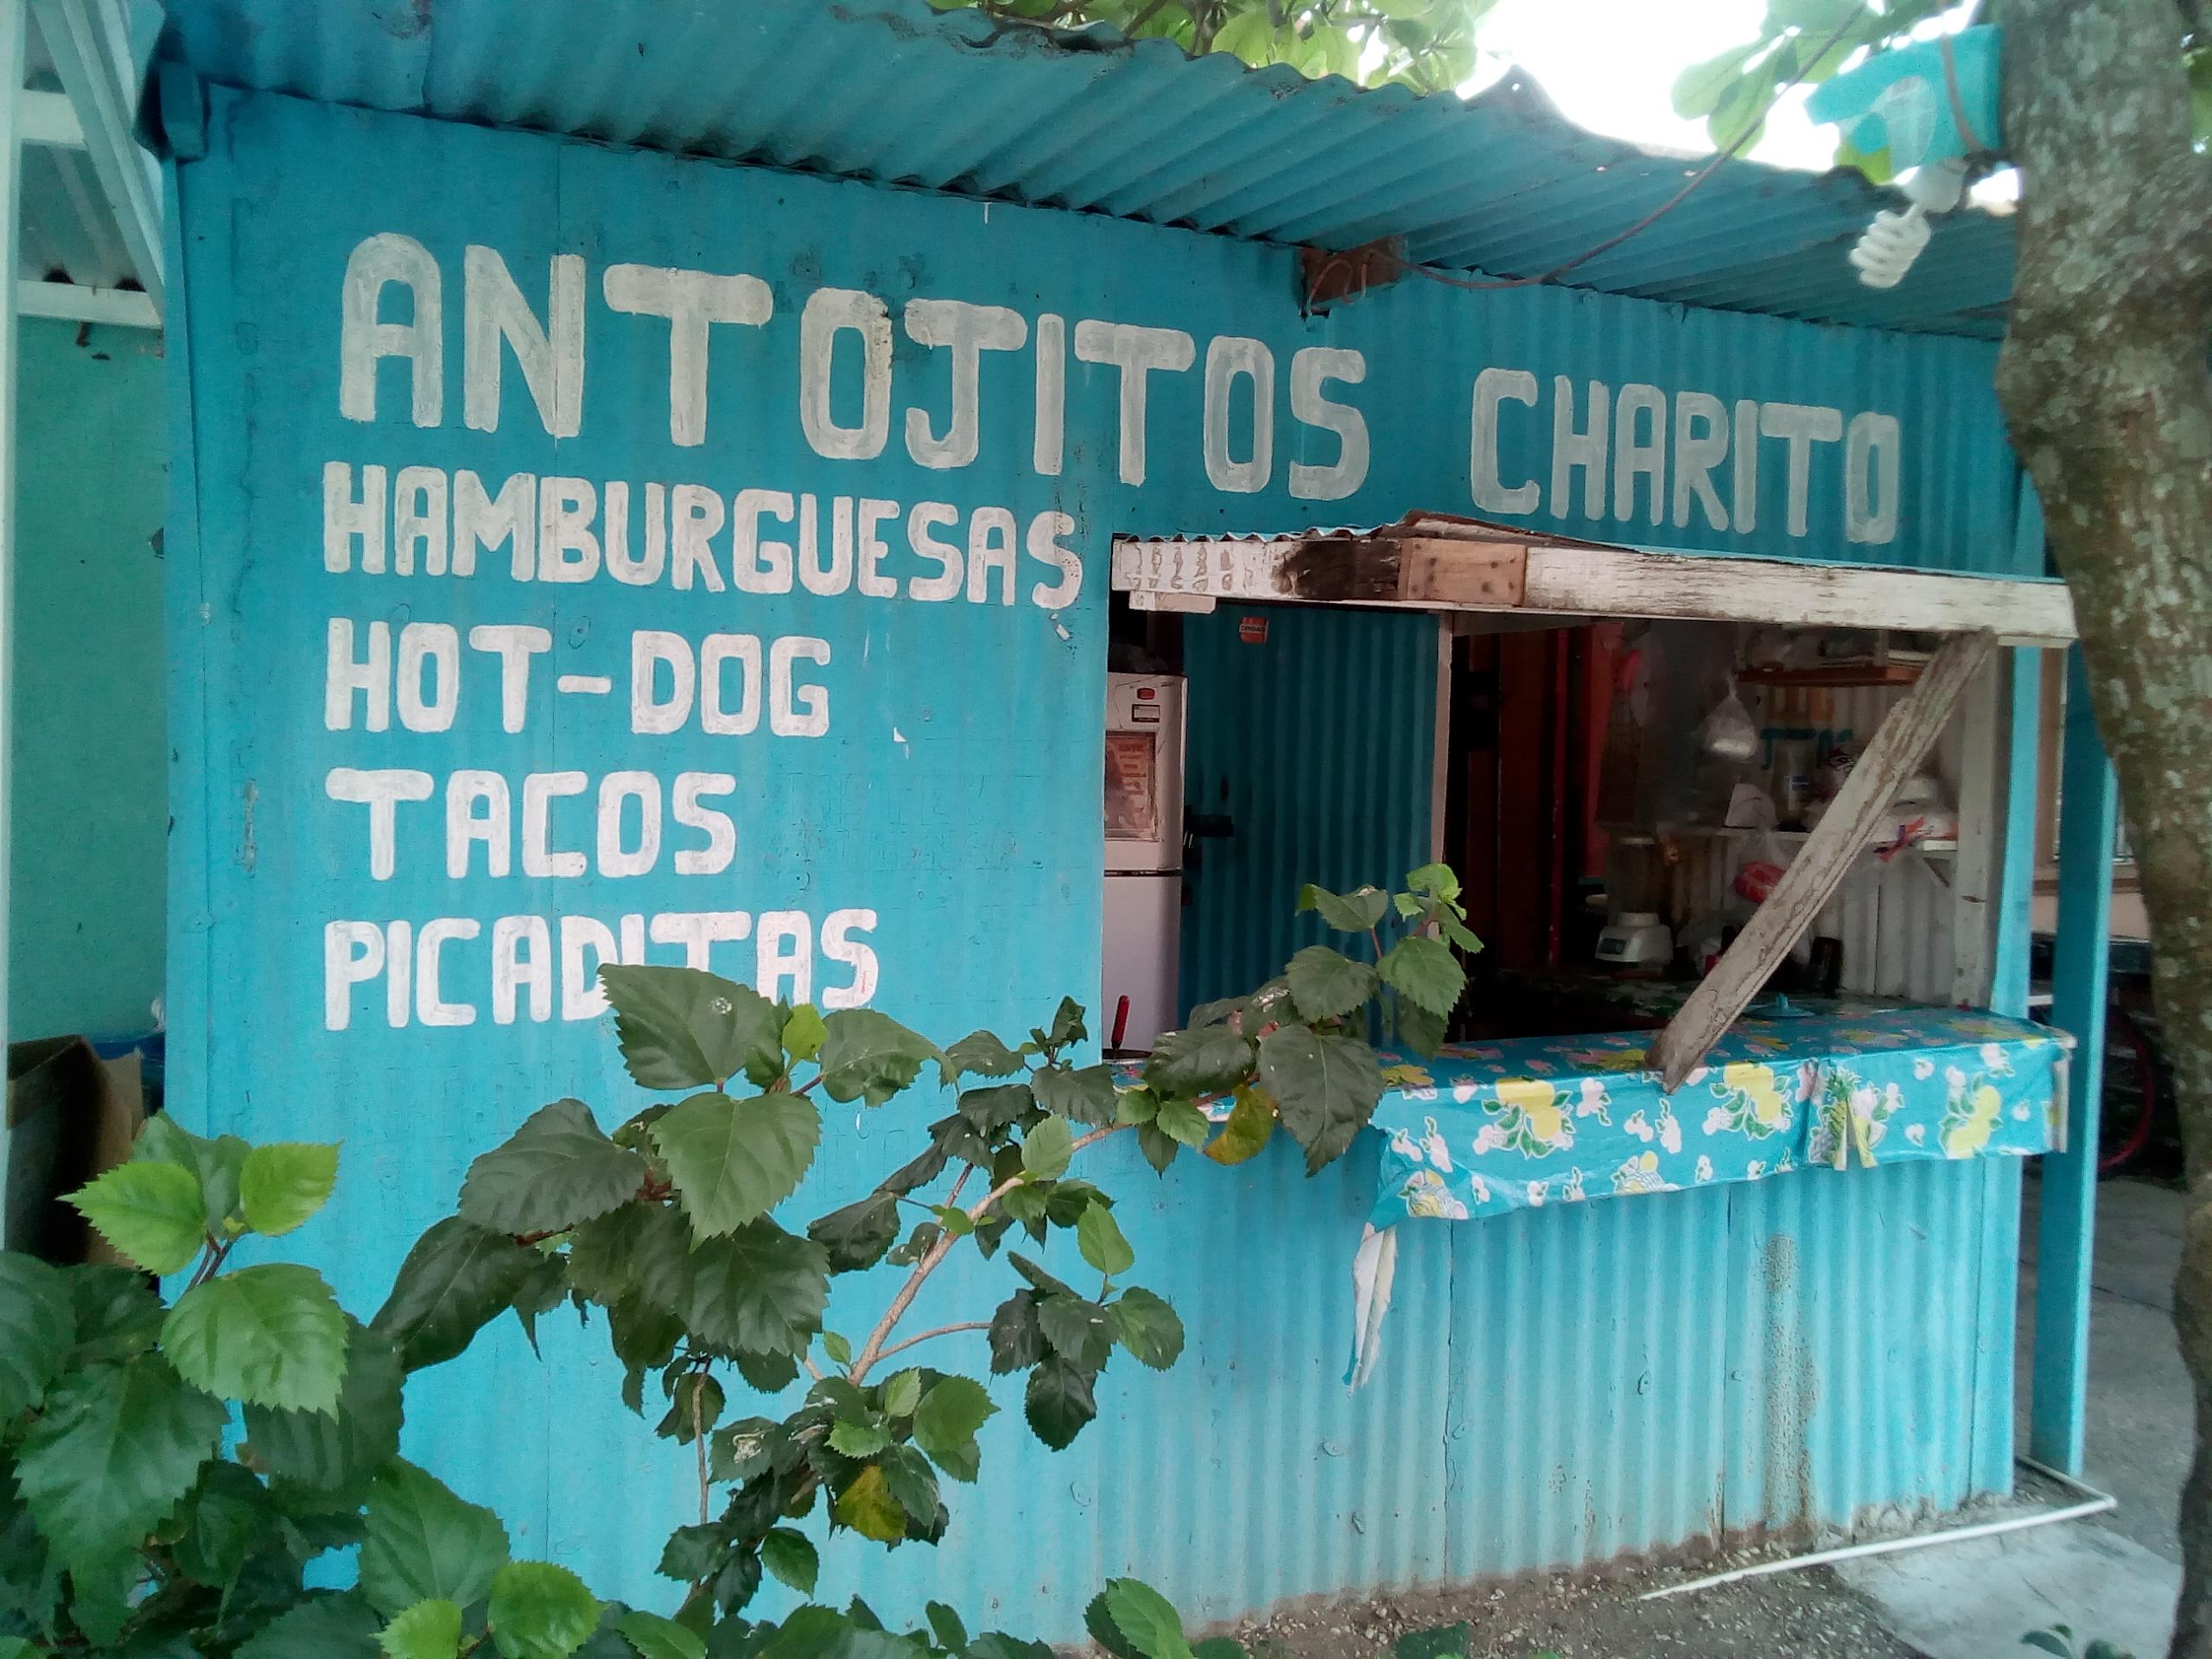 ANTOJITOS CHARITO
HAMBURGUESAS
HOT-DOG
TACOS
PICADITAS